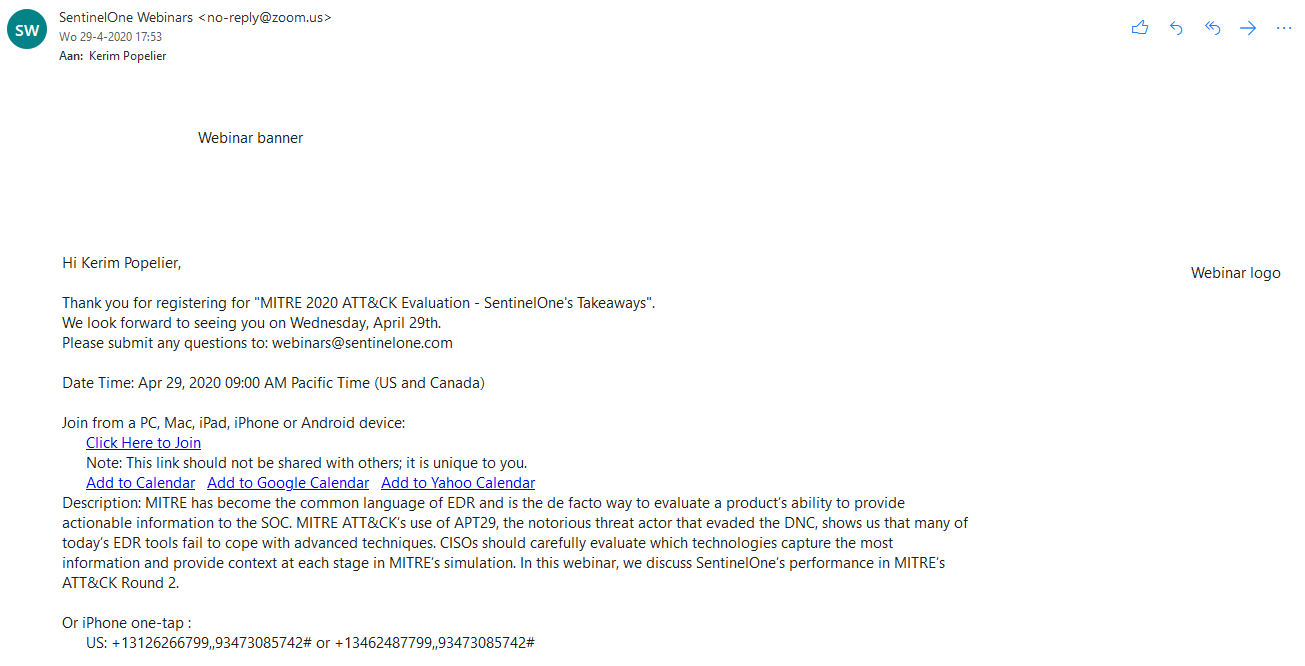 SW
SentinelOne Webinars <no-reply@zoom.us>
Wo 29-4-2020 17:53
Aan: Kerim Popelier
Webinar banner
Webinar logo
Hi Kerim Popelier,
Thank you for registering for "MITRE 2020 ATT&CK Evaluation - SentinelOne's Takeaways".
We look forward to seeing you on Wednesday, April 29th.
Please submit any questions to: webinars@sentinelone.com
Date Time: Apr 29, 2020 09:00 AM Pacific Time (US and Canada)
Join from a PC, Mac, iPad, iPhone or Android device:
Click Here to Join
Note: This link should not be shared with others; it is unique to you.
Add to Calendar Add to Google Calendar Add to Yahoo Calendar
Description: MITRE has become the common language of EDR and is the de facto way to evaluate a product’s ability to provide
actionable information to the SOC. MITRE ATT&CK’s use of APT29, the notorious threat actor that evaded the DNC, shows us that many of
today’s EDR tools fail to cope with advanced techniques. CISOs should carefully evaluate which technologies capture the most
information and provide context at each stage in MITRE’s simulation. In this webinar, we discuss SentinelOne’s performance in MITRE’s
ATT&CK Round 2.
Or iPhone one-tap :
US: +13126266799,,93473085742# or +13462487799,,93473085742#